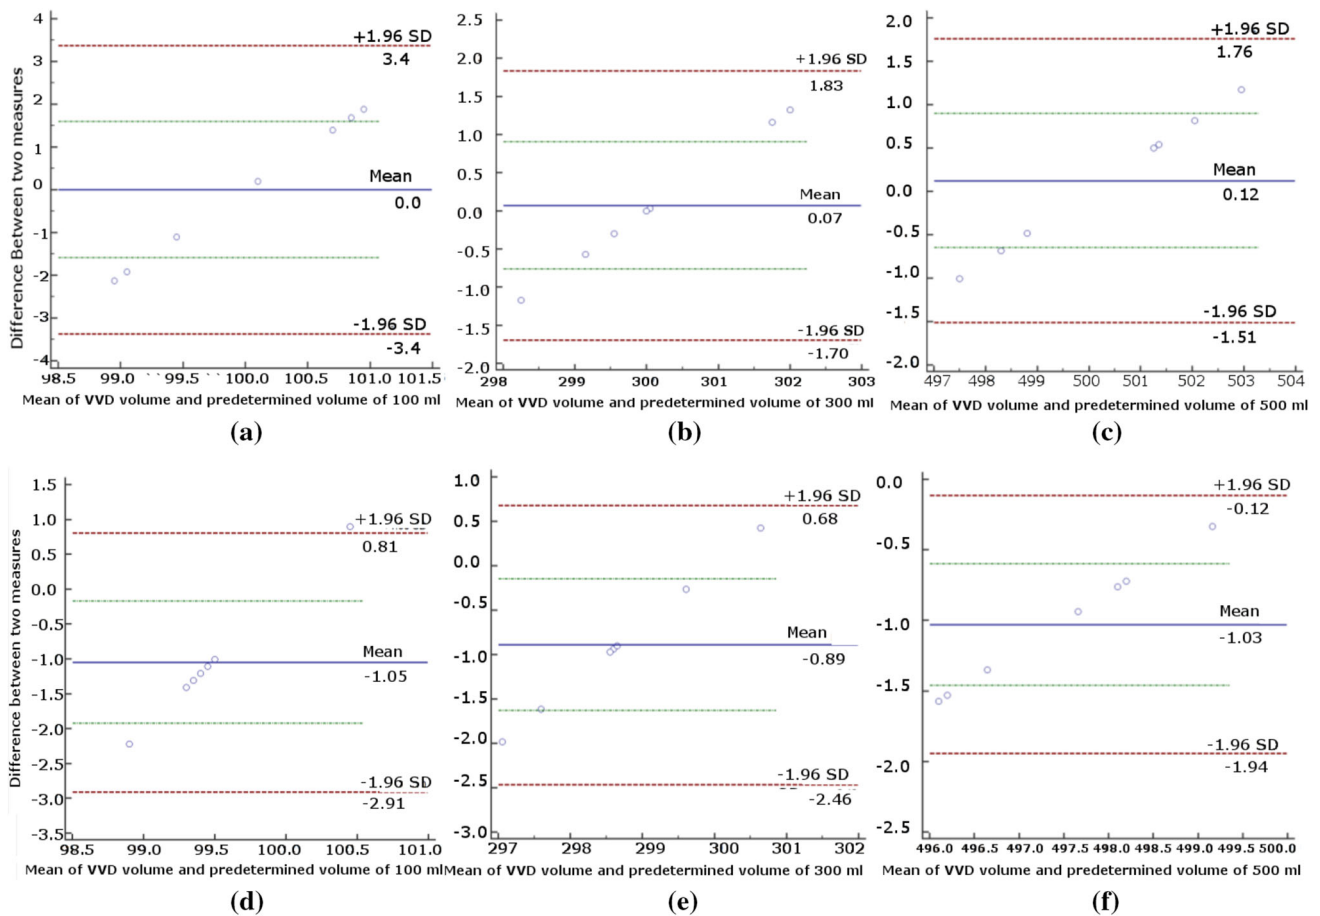 4
3
2
1
0
-1
-2
-3
-4
+1.96 SD
3.4
Mean
0.0
-1.96 SD
-3.4
98.5 99.0 99.5 100.0 100.5 101.0 101.5
Difference Between two measures
Mean of VVD volume and predetermined volume of 100 ml
(a)
2.5
2.0
1.5
1.0
0.5
0.0
-0.5
-1.0
-1.5
-2.0
+1.96 SD
1.83
Mean
0.07
-1.96 SD
-1.70
298 299 300 301 302 303
Mean of VVD volume and predetermined volume of 300 ml
(b)
2.0
1.5
1.0
0.5
0.0
-0.5
-1.0
-1.5
-2.0
+1.96 SD
1.76
Mean
0.12
-1.96 SD
-1.51
497 498 499 500 501 502 503 504
Mean of VVD volume and predetermined volume of 500 ml
(c)
1.5
1.0
0.5
0.0
-0.5
-1.0
-1.5
-2.0
-2.5
-3.0
-3.5
+1.96 SD
0.81
Mean
-1.05
-1.96 SD
-2.91
98.5 99.0 99.5 100.0 100.5 101.0
Difference between two measures
Mean of VVD volume and predetermined volume of 100 ml
(d)
1.0
0.5
0.0
-0.5
-1.0
-1.5
-2.0
-2.5
-3.0
+1.96 SD
0.68
Mean
-0.89
-1.96 SD
-2.46
297 298 299 300 301 302
Mean of VVD volume and predetermined volume of 300 ml
(e)
0.0
-0.5
-1.0
-1.5
-2.0
-2.5
+1.96 SD
-0.12
Mean
-1.03
-1.96 SD
-1.94
496.0 496.5 497.0 497.5 498.0 498.5 499.0 499.5 500.0
Mean of VVD volume and predetermined volume of 500 ml
(f)